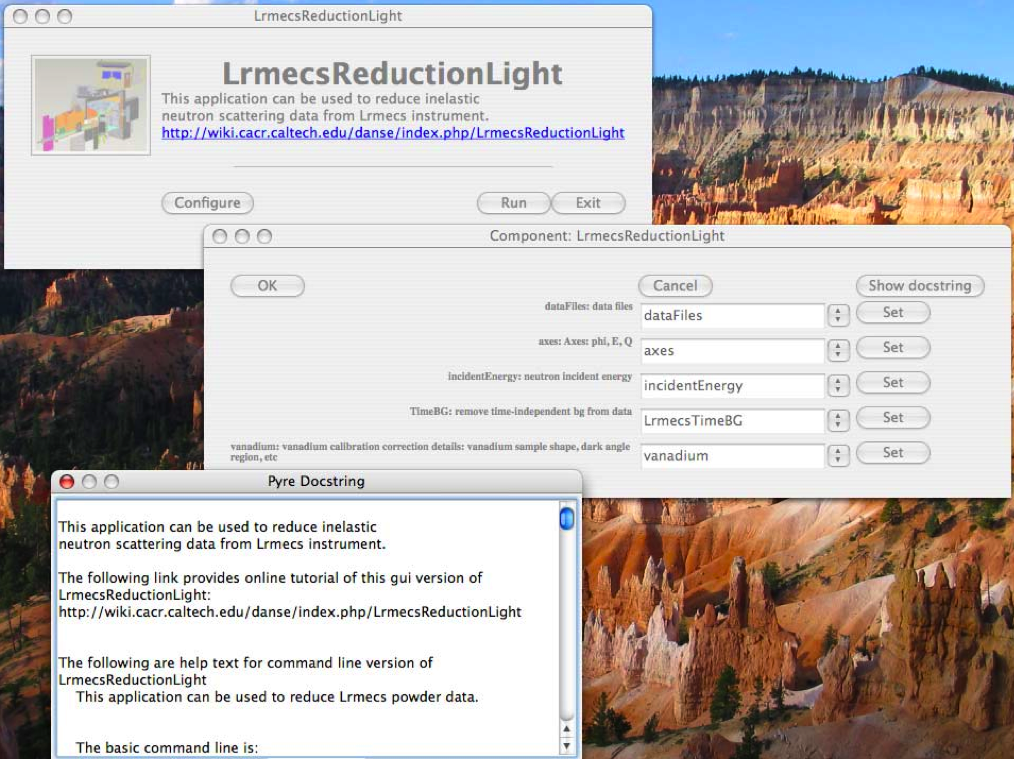 LrmecsReductionLight
LrmecsReductionLight
This application can be used to reduce inelastic
neutron scattering data from Lrmecs instrument.
http://wiki.cacr.caltech.edu/danse/index.php/LrmecsReductionLight
Configure
Run
Exit
Component: LrmecsReductionLight
OK
Cancel
Show docstring
dataFiles: data files
dataFiles
Set
axes: Axes: phi, E, Q
axes
Set
incidentEnergy: neutron incident energy
incidentEnergy
Set
TimeBG: remove time-independent bg from data
LrmecsTimeBG
Set
vanadium: vanadium calibration correction details: vanadium sample shape, dark angle
region, etc
vanadium
Set
Pyre Docstring
This application can be used to reduce inelastic
neutron scattering data from Lrmecs instrument.
The following link provides online tutorial of this gui version of
LrmecsReductionLight:
http://wiki.cacr.caltech.edu/danse/index.php/LrmecsReductionLight
The following are help text for command line version of
LrmecsReductionLight
This application can be used to reduce Lrmecs powder data.
The basic command line is: